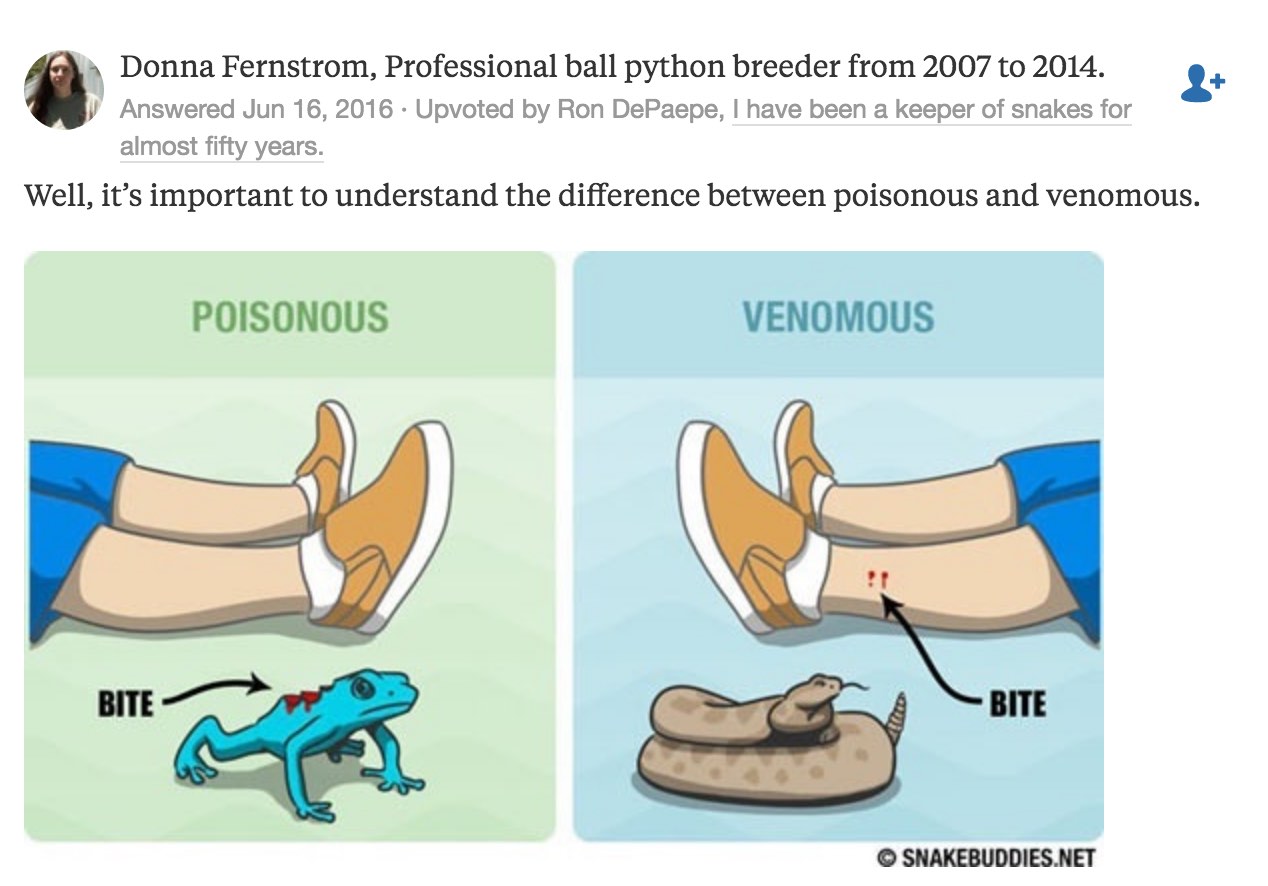 Donna Fernstrom, Professional ball python breeder from 2007 to 2014.
Answered Jun 16, 2016 · Upvoted by Ron DePaepe, I have been a keeper of snakes for
almost fifty years.
Well, it’s important to understand the difference between poisonous and venomous.
POISONOUS
BITE
VENOMOUS
BITE
© SNAKEBUDDIES.NET